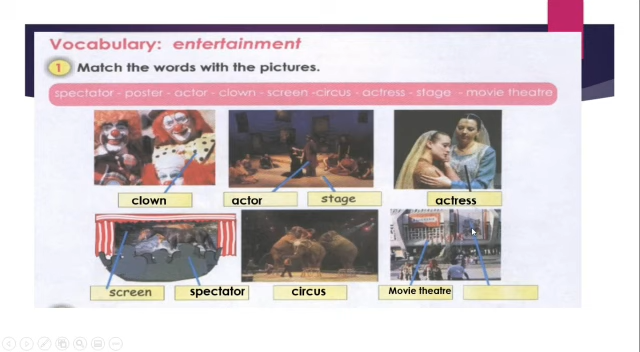 Vocabulary: entertainment
1 Match the words with the pictures.
spectator - poster - actor - clown - screen -circus - actress - stage - movie theatre
clown
actor
stage
actress
screen
spectator
circus
Movie theatre